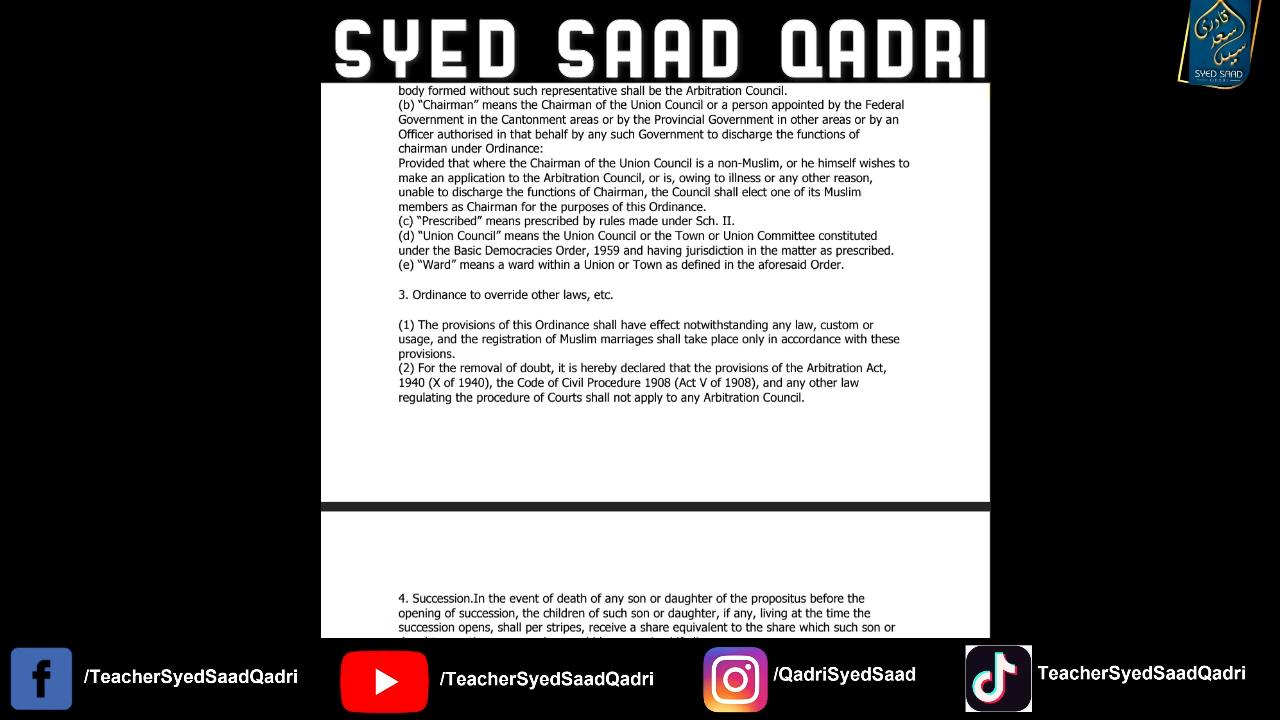 SYED SAAD QADRI
قادری
سعد
سید
SYED SAAD
QADRI
body formed without such representative shall be the Arbitration Council.
(b) “Chairman” means the Chairman of the Union Council or a person appointed by the Federal
Government in the Cantonment areas or by the Provincial Government in other areas or by an
Officer authorised in that behalf by any such Government to discharge the functions of
chairman under Ordinance:
Provided that where the Chairman of the Union Council is a non-Muslim, or he himself wishes to
make an application to the Arbitration Council, or is, owing to illness or any other reason,
unable to discharge the functions of Chairman, the Council shall elect one of its Muslim
members as Chairman for the purposes of this Ordinance.
(c) “Prescribed” means prescribed by rules made under Sch. II.
(d) “Union Council” means the Union Council or the Town or Union Committee constituted
under the Basic Democracies Order, 1959 and having jurisdiction in the matter as prescribed.
(e) “Ward” means a ward within a Union or Town as defined in the aforesaid Order.
3. Ordinance to override other laws, etc.
(1) The provisions of this Ordinance shall have effect notwithstanding any law, custom or
usage, and the registration of Muslim marriages shall take place only in accordance with these
provisions.
(2) For the removal of doubt, it is hereby declared that the provisions of the Arbitration Act,
1940 (X of 1940), the Code of Civil Procedure 1908 (Act V of 1908), and any other law
regulating the procedure of Courts shall not apply to any Arbitration Council.
4. Succession.In the event of death of any son or daughter of the propositus before the
opening of succession, the children of such son or daughter, if any, living at the time the
succession opens, shall per stripes, receive a share equivalent to the share which such son or
/TeacherSyedSaadQadri
/TeacherSyedSaadQadri
/QadriSyedSaad
TeacherSyedSaadQadri